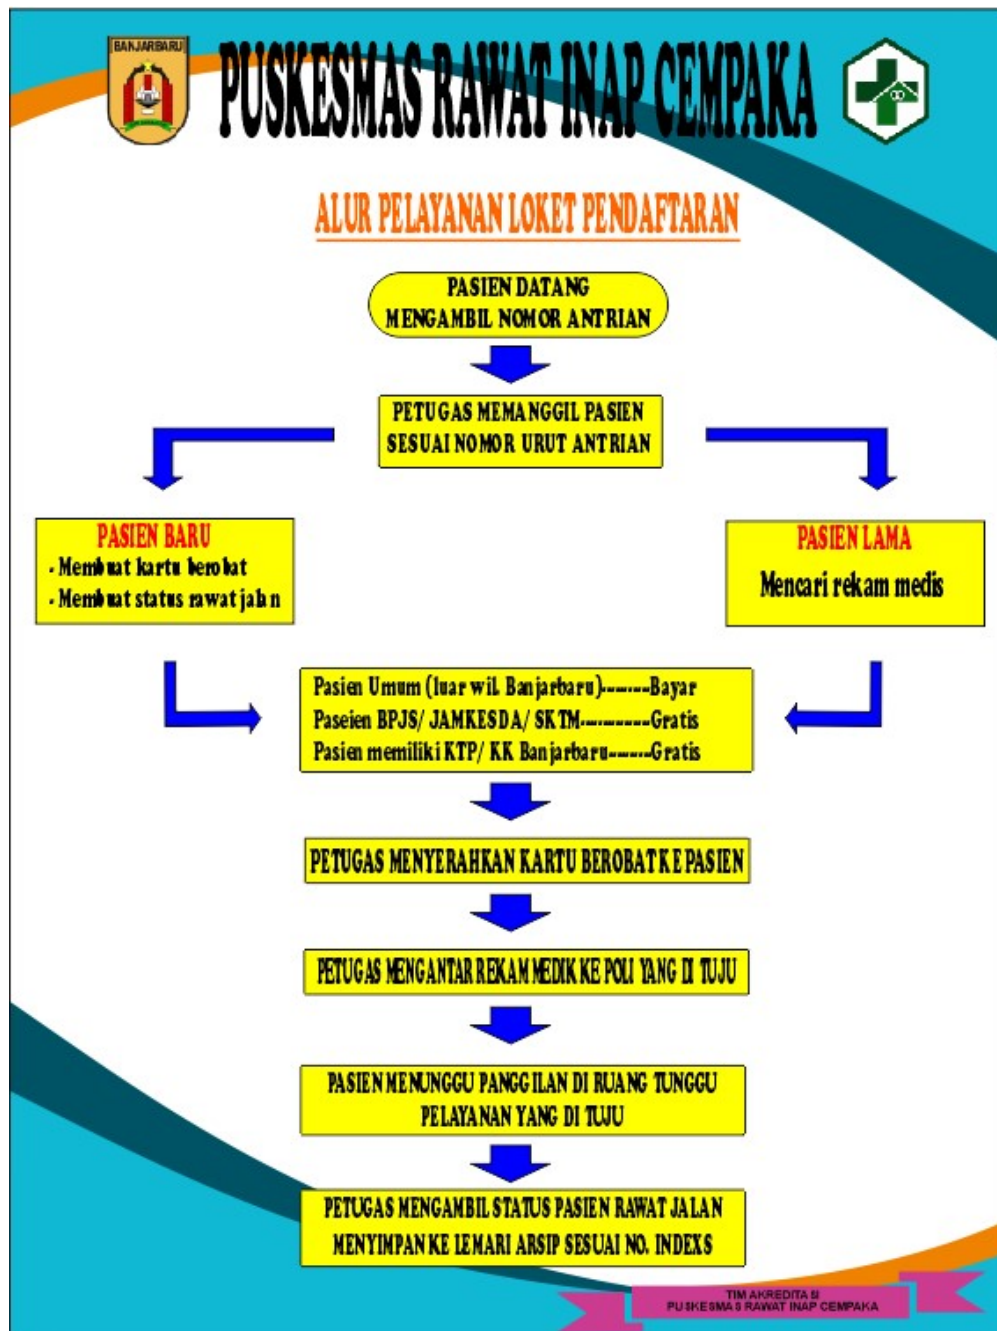 BANJARBARU
PUSKESMAS RAWAT INAP CEMPAKA
ALUR PELAYANAN LOKET PENDAFTARAN
PASIEN DATANG
MENGAMBIL NOMOR ANTRIAN
PETUGAS MEMANGGIL PASIEN
SESUAI NOMOR URUT ANTRIAN
PASIEN BARU
- Membuat kartu berobat
- Membuat status rawat jalan
PASIEN LAMA
Mencari rekam medis
Pasien Umum (luar wil. Banjarbaru)-------Bayar
Paseien BPJS/ JAMKESDA/ SKTM----------Gratis
Pasien memiliki KTP/ KK Banjarbaru------Gratis
PETUGAS MENYERAHKAN KARTU BEROBAT KE PASIEN
PETUGAS MENGANTAR REKAM MEDIK KE POLI YANG DI TUJU
PASIEN MENUNGGU PANGGILAN DI RUANG TUNGGU
PELAYANAN YANG DI TUJU
PETUGAS MENGAMBIL STATUS PASIEN RAWAT JALAN
MENYIMPAN KE LEMARI ARSIP SESUAI NO. INDEXS
TIM AKREDITASI
PUSKESMAS RAWAT INAP CEMPAKA